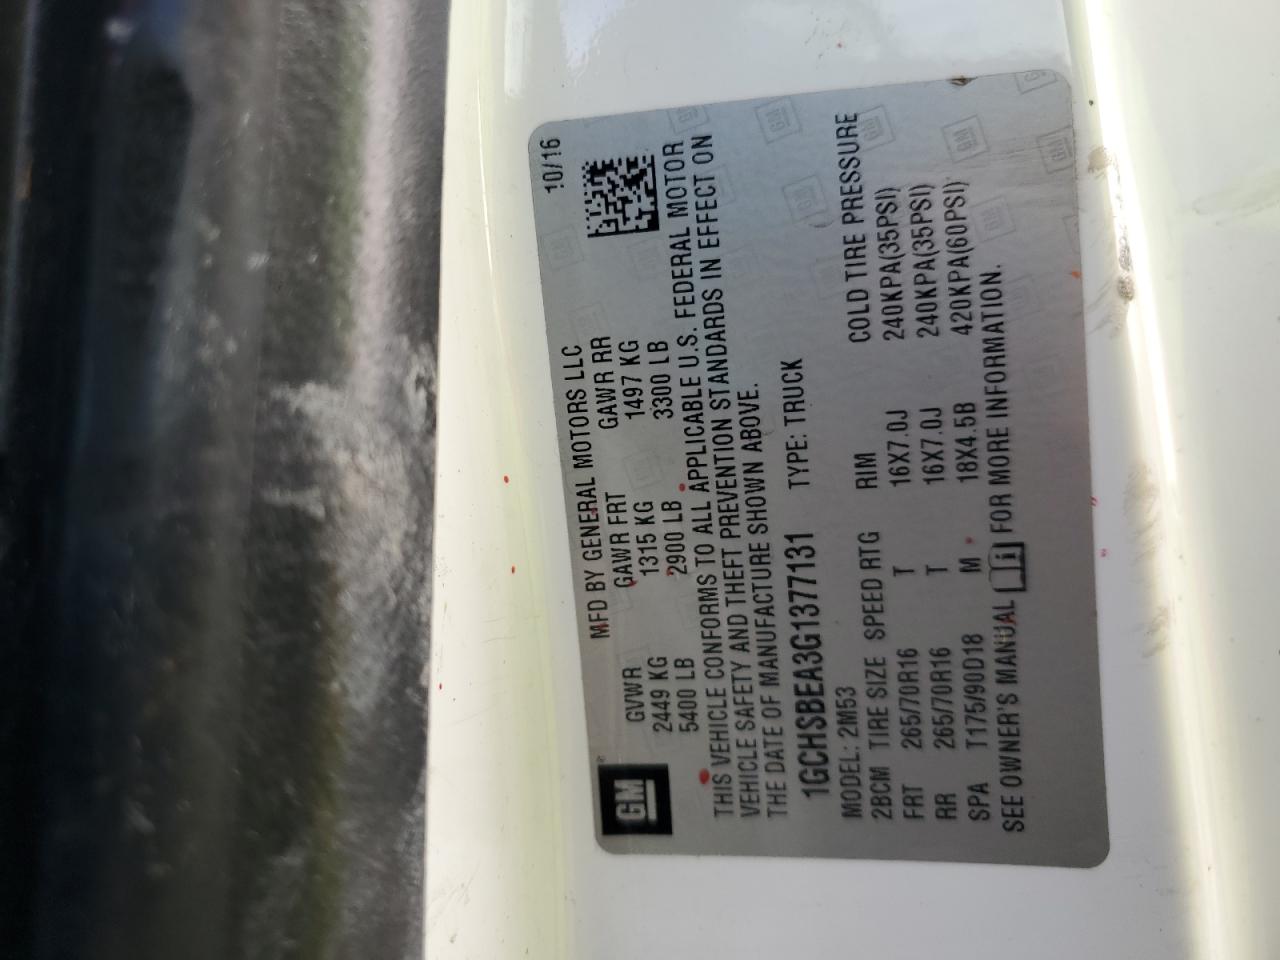 10/16
MFD BY GENERAL MOTORS LLC
GVWR GAWR FRT GAWR RR
2449 KG 1315 KG 1497 KG
5400 LB 2900 LB 3300 LB
GM
THIS VEHICLE CONFORMS TO ALL APPLICABLE U.S. FEDERAL MOTOR
VEHICLE SAFETY AND THEFT PREVENTION STANDARDS IN EFFECT ON
THE DATE OF MANUFACTURE SHOWN ABOVE.
1GCHSBEA3G1377131 TYPE: TRUCK
MODEL: 2M53
2BCM TIRE SIZE SPEED RTG RIM COLD TIRE PRESSURE
FRT 265/70R16 T 16X7.0J 240KPA(35PSI)
RR 265/70R16 T 16X7.0J 240KPA(35PSI)
SPA T175/90D18 M 18X4.5B 420KPA(60PSI)
SEE OWNER'S MANUAL i FOR MORE INFORMATION.